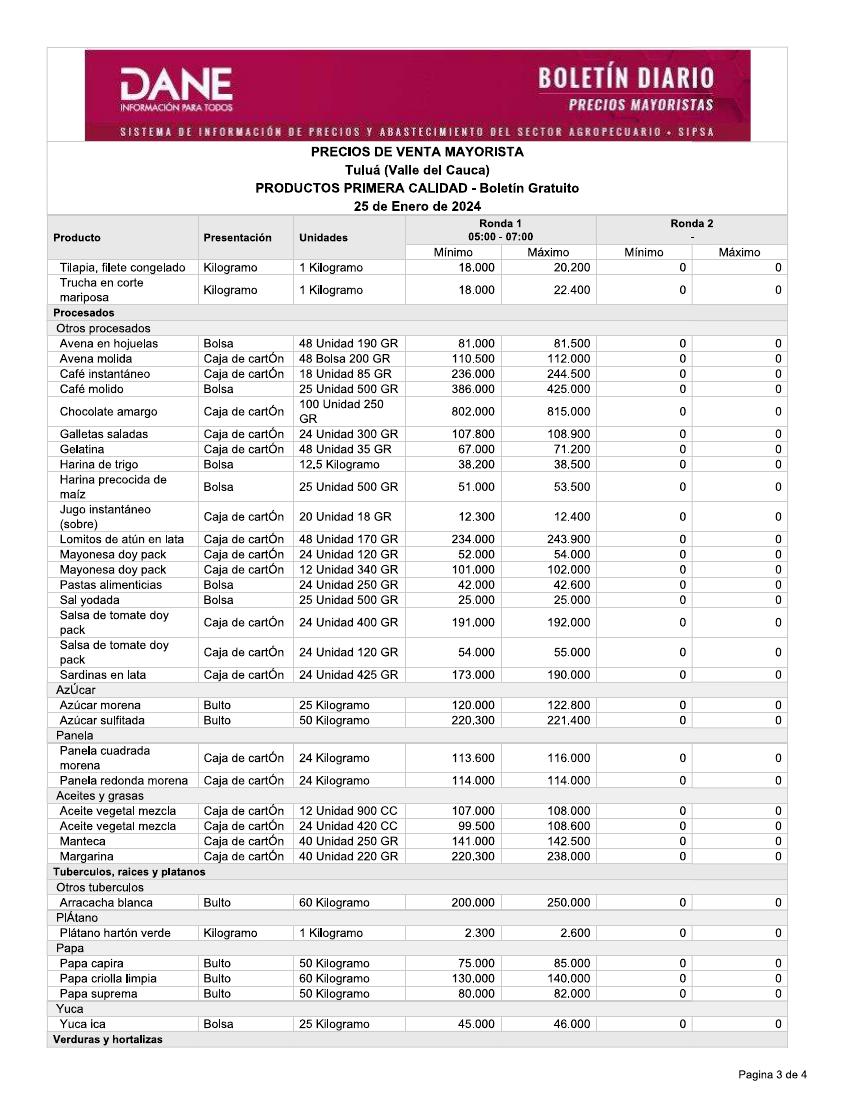 DANE
INFORMACIÓN PARA TODOS
BOLETÍN DIARIO
PRECIOS MAYORISTAS
SISTEMA DE INFORMACIÓN DE PRECIOS Y ABASTECIMIENTO DEL SECTOR AGROPECUARIO • SIPSA
PRECIOS DE VENTA MAYORISTA
Tuluá (Valle del Cauca)
PRODUCTOS PRIMERA CALIDAD - Boletín Gratuito
25 de Enero de 2024
Producto Presentación Unidades Ronda 1 Ronda 2
05:00 - 07:00 -
Mínimo Máximo Mínimo Máximo
Tilapia, filete congelado Kilogramo 1 Kilogramo 18.000 20.200 0 0
Trucha en corte
mariposa Kilogramo 1 Kilogramo 18.000 22.400 0 0
Procesados
Otros procesados
Avena en hojuelas Bolsa 48 Unidad 190 GR 81.000 81.500 0 0
Avena molida Caja de cartÓn 48 Bolsa 200 GR 110.500 112.000 0 0
Café instantáneo Caja de cartÓn 18 Unidad 85 GR 236.000 244.500 0 0
Café molido Bolsa 25 Unidad 500 GR 386.000 425.000 0 0
Chocolate amargo Caja de cartÓn 100 Unidad 250
GR 802.000 815.000 0 0
Galletas saladas Caja de cartÓn 24 Unidad 300 GR 107.800 108.900 0 0
Gelatina Caja de cartÓn 48 Unidad 35 GR 67.000 71.200 0 0
Harina de trigo Bolsa 12,5 Kilogramo 38.200 38.500 0 0
Harina precocida de
maíz Bolsa 25 Unidad 500 GR 51.000 53.500 0 0
Jugo instantáneo
(sobre) Caja de cartÓn 20 Unidad 18 GR 12.300 12.400 0 0
Lomitos de atún en lata Caja de cartÓn 48 Unidad 170 GR 234.000 243.900 0 0
Mayonesa doy pack Caja de cartÓn 24 Unidad 120 GR 52.000 54.000 0 0
Mayonesa doy pack Caja de cartÓn 12 Unidad 340 GR 101.000 102.000 0 0
Pastas alimenticias Bolsa 24 Unidad 250 GR 42.000 42.600 0 0
Sal yodada Bolsa 25 Unidad 500 GR 25.000 25.000 0 0
Salsa de tomate doy
pack Caja de cartÓn 24 Unidad 400 GR 191.000 192.000 0 0
Salsa de tomate doy
pack Caja de cartÓn 24 Unidad 120 GR 54.000 55.000 0 0
Sardinas en lata Caja de cartÓn 24 Unidad 425 GR 173.000 190.000 0 0
AzÚcar
Azúcar morena Bulto 25 Kilogramo 120.000 122.800 0 0
Azúcar sulfitada Bulto 50 Kilogramo 220.300 221.400 0 0
Panela
Panela cuadrada
morena Caja de cartÓn 24 Kilogramo 113.600 116.000 0 0
Panela redonda morena Caja de cartÓn 24 Kilogramo 114.000 114.000 0 0
Aceites y grasas
Aceite vegetal mezcla Caja de cartÓn 12 Unidad 900 CC 107.000 108.000 0 0
Aceite vegetal mezcla Caja de cartÓn 24 Unidad 420 CC 99.500 108.600 0 0
Manteca Caja de cartÓn 40 Unidad 250 GR 141.000 142.500 0 0
Margarina Caja de cartÓn 40 Unidad 220 GR 220.300 238.000 0 0
Tuberculos, raices y platanos
Otros tuberculos
Arracacha blanca Bulto 60 Kilogramo 200.000 250.000 0 0
PlÁtano
Plátano hartón verde Kilogramo 1 Kilogramo 2.300 2.600 0 0
Papa
Papa capira Bulto 50 Kilogramo 75.000 85.000 0 0
Papa criolla limpia Bulto 60 Kilogramo 130.000 140.000 0 0
Papa suprema Bulto 50 Kilogramo 80.000 82.000 0 0
Yuca
Yuca ica Bolsa 25 Kilogramo 45.000 46.000 0 0
Verduras y hortalizas
Pagina 3 de 4